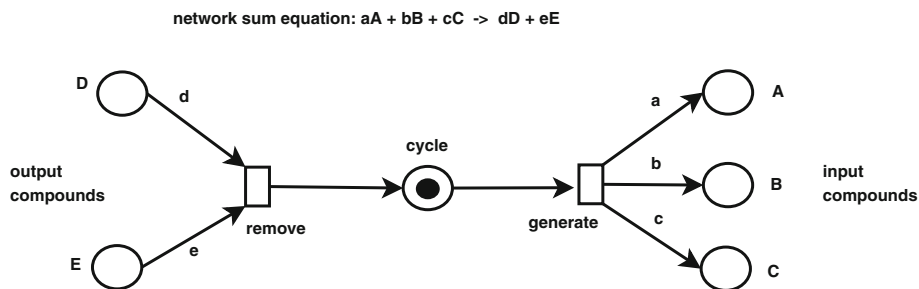 network sum equation: aA + bB + cC -> dD + eE
D
d
a
A
cycle
output
compounds
b
B
input
compounds
remove
generate
c
E
e
C